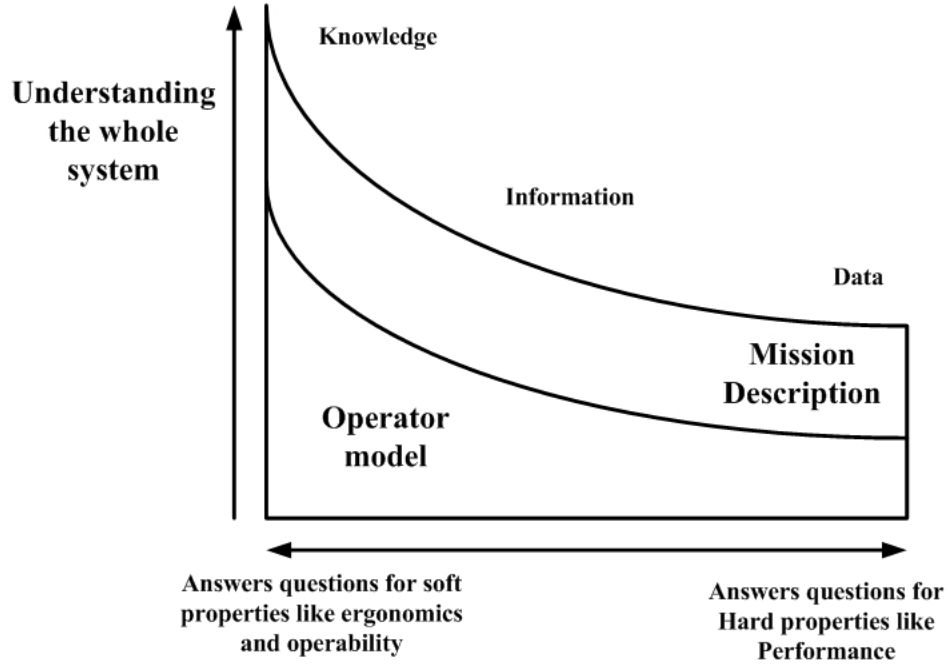 Knowledge
Understanding
the whole
system
Information
Data
Mission
Description
Operator
model
Answers questions for soft
properties like ergonomics
and operability
Answers questions for
Hard properties like
Performance